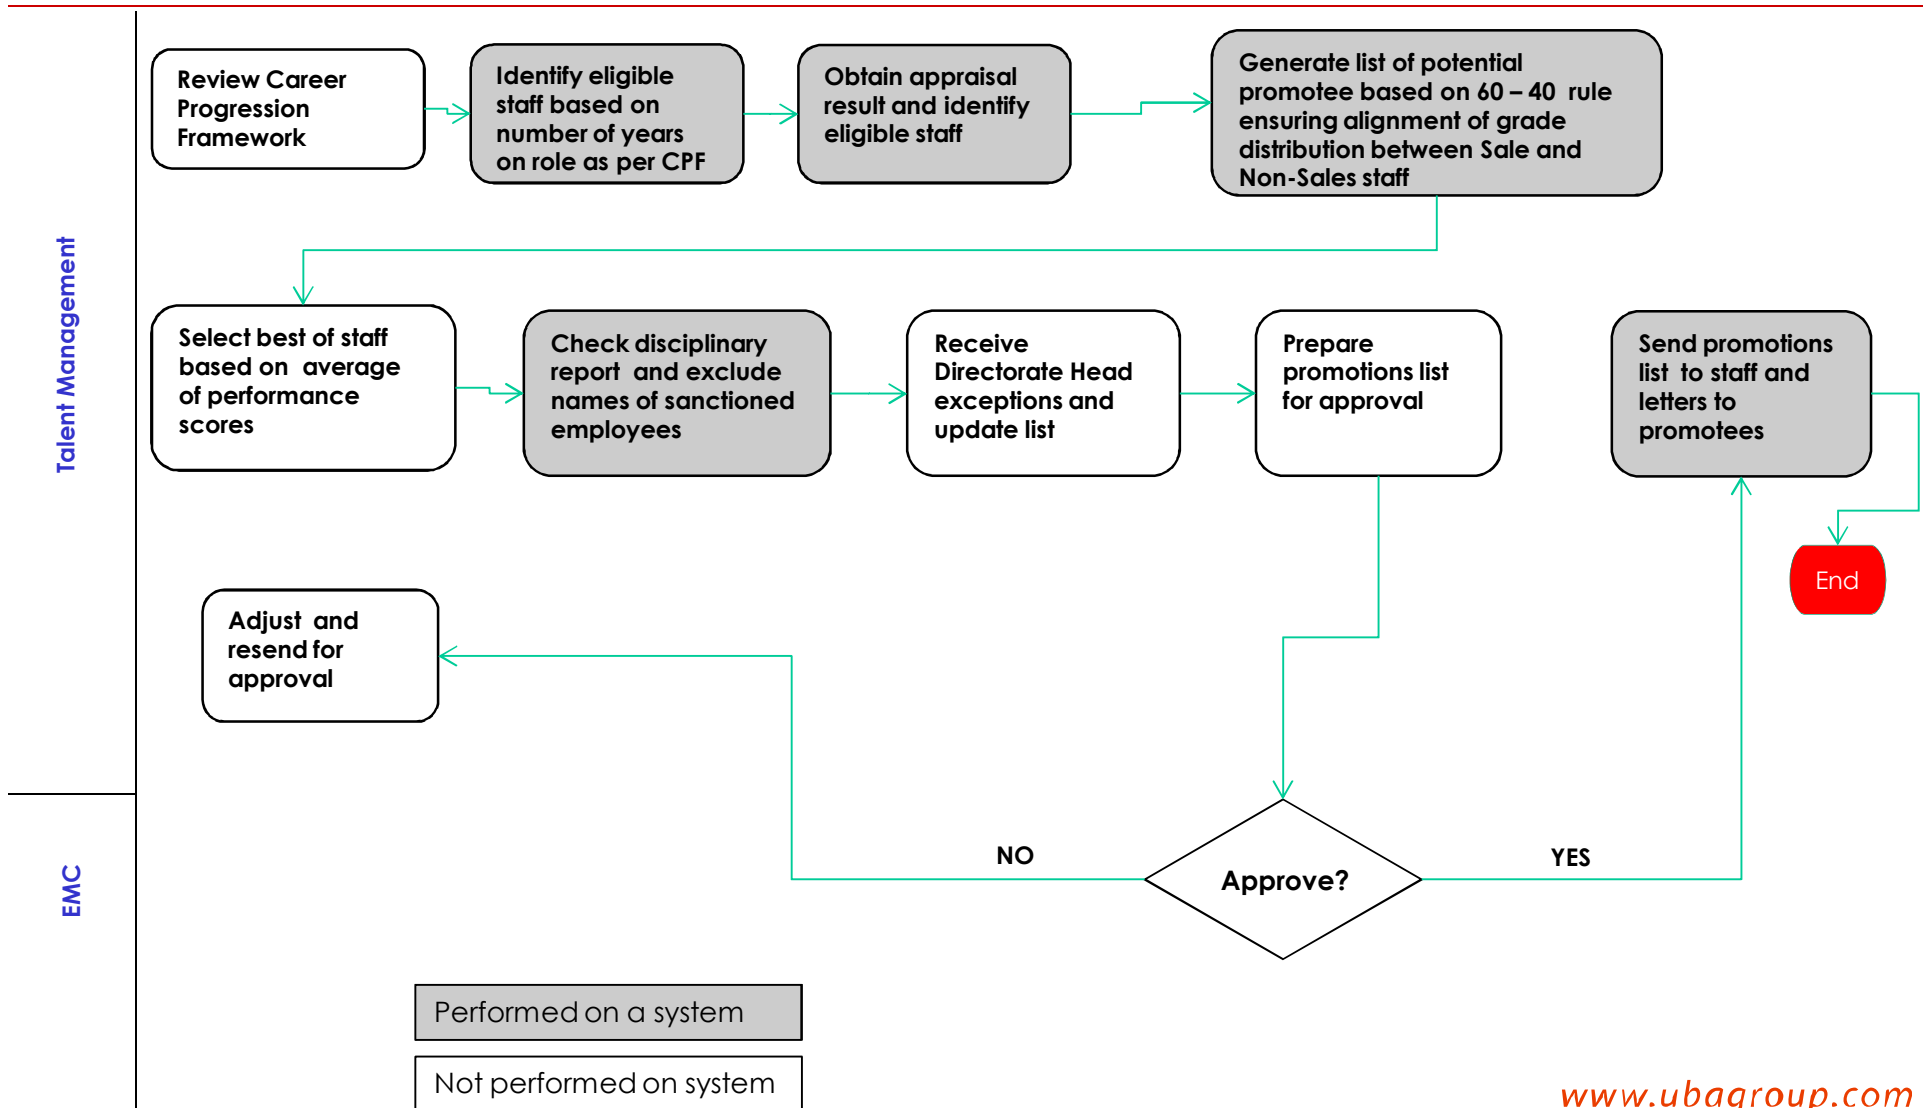 Talent Management
Review Career
Progression
Framework
Identify eligible
staff based on
number of years
on role as per CPF
Obtain appraisal
result and identify
eligible staff
Generate list of potential
promotee based on 60 – 40 rule
ensuring alignment of grade
distribution between Sale and
Non-Sales staff
Select best of staff
based on average
of performance
scores
Check disciplinary
report and exclude
names of sanctioned
employees
Receive
Directorate Head
exceptions and
update list
Prepare
promotions list
for approval
Send promotions
list to staff and
letters to
promotees
End
Adjust and
resend for
approval
EMC
NO
Approve?
YES
Performed on a system
Not performed on system
www.ubagroup.com